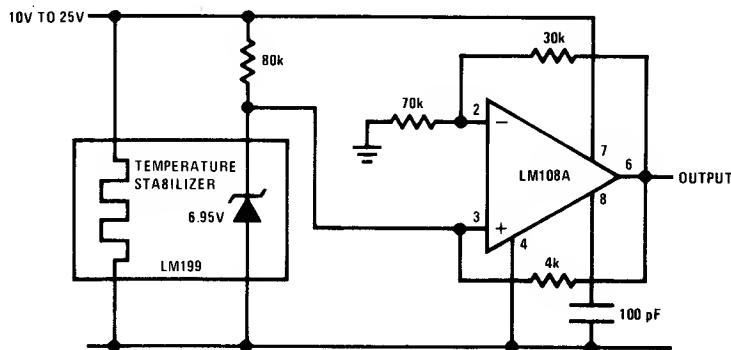 10V TO 25V
80k
30k
70k
2
−
7
TEMPERATURE
STABILIZER
LM108A
6
OUTPUT
6.95V
8
3
+
4
4k
LM199
100 pF